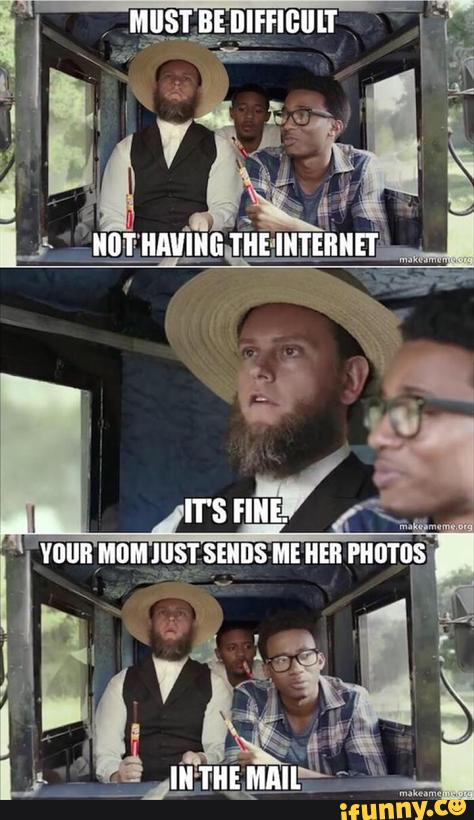 MUST BE DIFFICULT
NOT HAVING THE INTERNET
makeameme.org
IT'S FINE.
makeameme.org
YOUR MOM JUST SENDS ME HER PHOTOS
IN THE MAIL
makeameme.org
ifunny.co